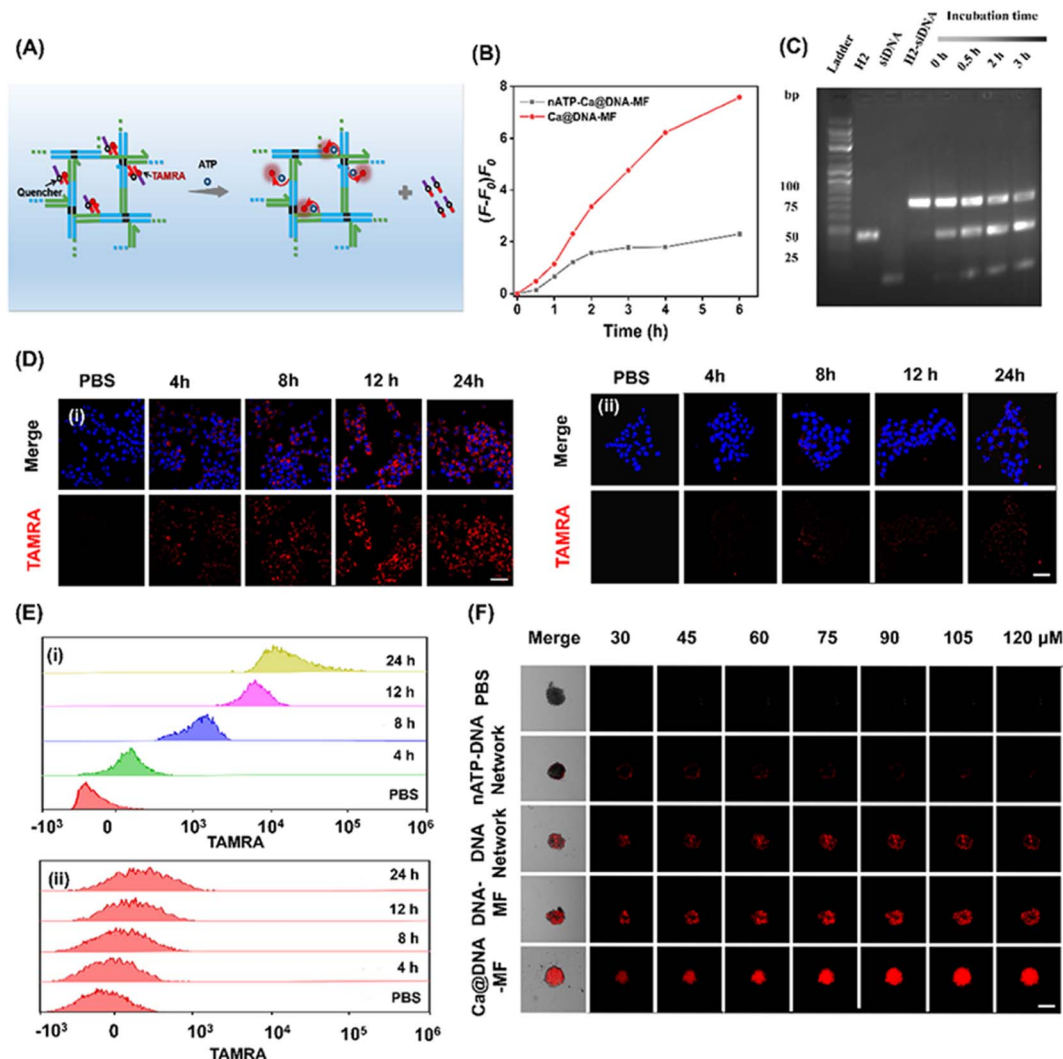 (A)
Quencher
TAMRA
ATP
(B)
(F-F0)F0
8
6
4
2
0
nATP-Ca@DNA-MF
Ca@DNA-MF
0 1 2 3 4 5 6
Time (h)
(C)
Incubation time
Ladder H2 siDNA H2-siDNA 0 h 0.5 h 2 h 3 h
bp
100
75
50
25
(D)
PBS 4h 8h 12 h 24h
(i)
Merge
TAMRA
PBS 4h 8h 12 h 24h
(ii)
Merge
TAMRA
(E)
(i)
24 h
12 h
8 h
4 h
PBS
-10³ 0 10³ 10⁴ 10⁵ 10⁶
TAMRA
(ii)
24 h
12 h
8 h
4 h
PBS
-10³ 0 10³ 10⁴ 10⁵ 10⁶
TAMRA
(F)
Merge 30 45 60 75 90 105 120 μM
PBS
nATP-DNA
Network
DNA
Network
DNA-
MF
Ca@DNA
-MF